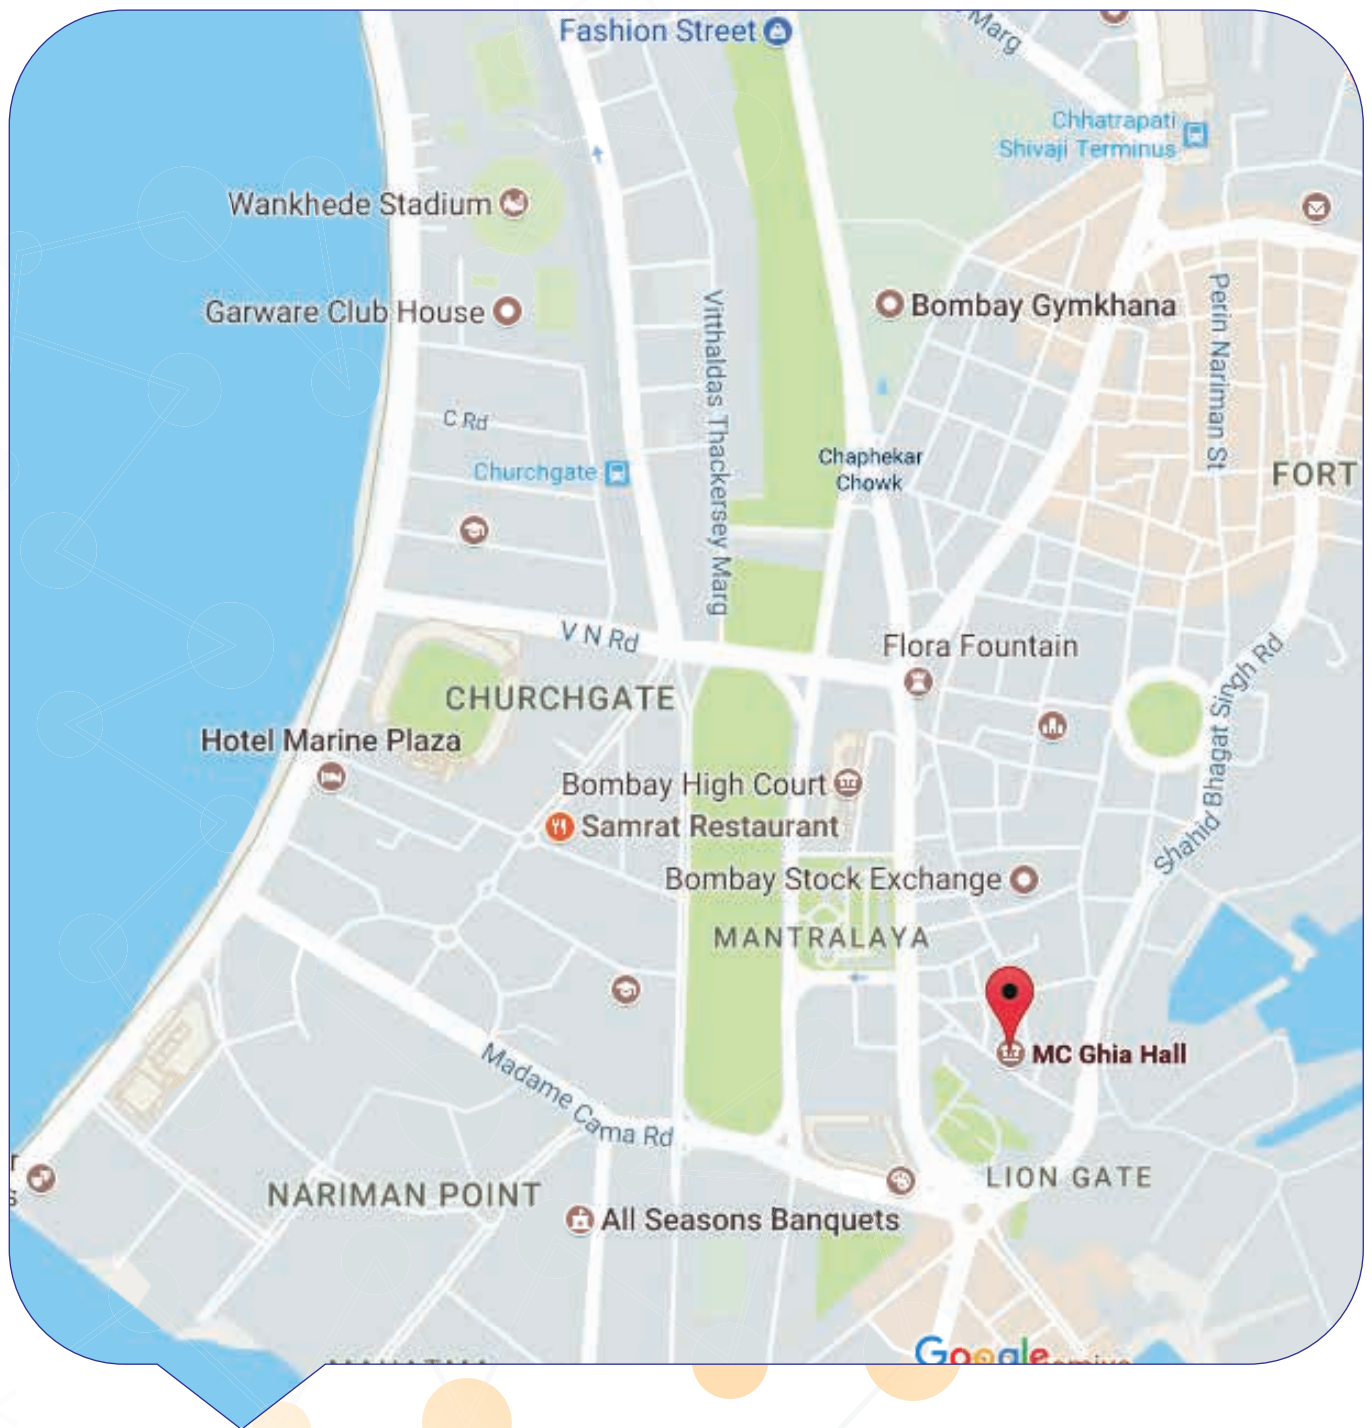 Fashion Street
Marg
Chhatrapati
Shivaji Terminus
Wankhede Stadium
Garware Club House
Bombay Gymkhana
Perin Nariman St
Vitthaldas Thackersey Marg
C Rd
Churchgate
Chaphekar
Chowk
FORT
V N Rd
Flora Fountain
CHURCHGATE
Shahid Bhagat Singh Rd
Hotel Marine Plaza
Bombay High Court
Samrat Restaurant
Bombay Stock Exchange
MANTRALAYA
MC Ghia Hall
Madame Cama Rd
LION GATE
NARIMAN POINT
All Seasons Banquets
Google